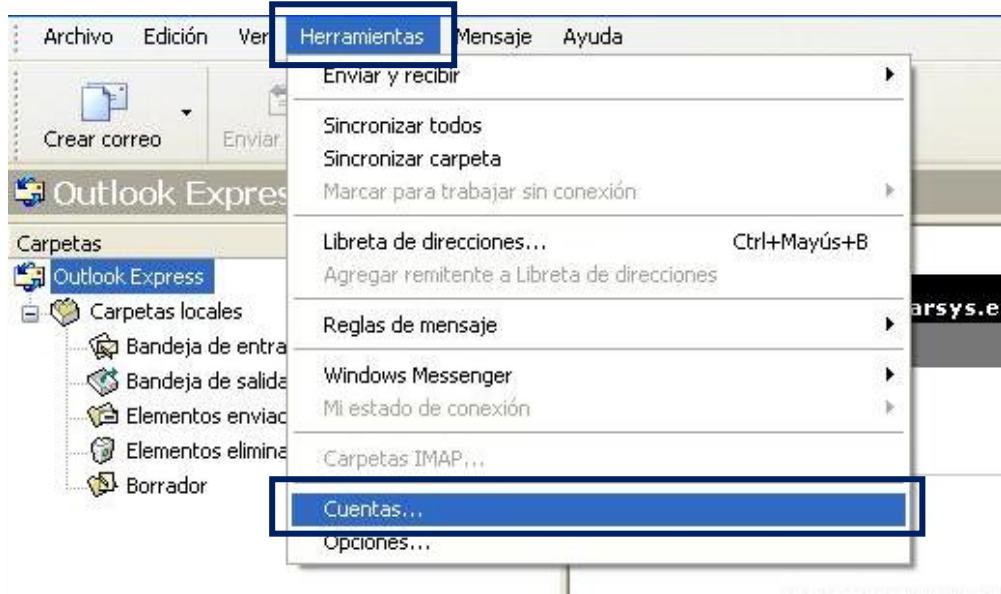 Archivo Edición Ver Herramientas Mensaje Ayuda
Crear correo
Enviar
Outlook Expres
Carpetas
Outlook Express
Carpetas locales
Bandeja de entra
Bandeja de salida
Elementos enviac
Elementos elimina
Borrador
Enviar y recibir
Sincronizar todos
Sincronizar carpeta
Marcar para trabajar sin conexión
Libreta de direcciones... Ctrl+Mayús+B
Agregar remitente a Libreta de direcciones
Reglas de mensaje
Windows Messenger
Mi estado de conexión
Carpetas IMAP...
Cuentas...
Opciones...
arsys.e